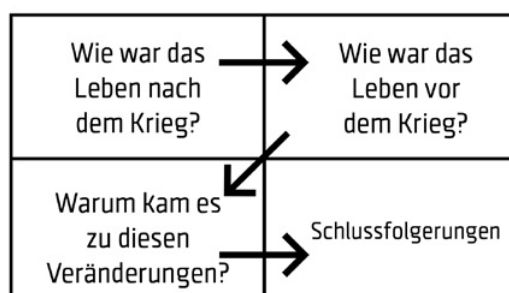 Wie war das
Leben nach
dem Krieg?
Wie war das
Leben vor
dem Krieg?
Warum kam es
zu diesen
Veränderungen?
Schlussfolgerungen